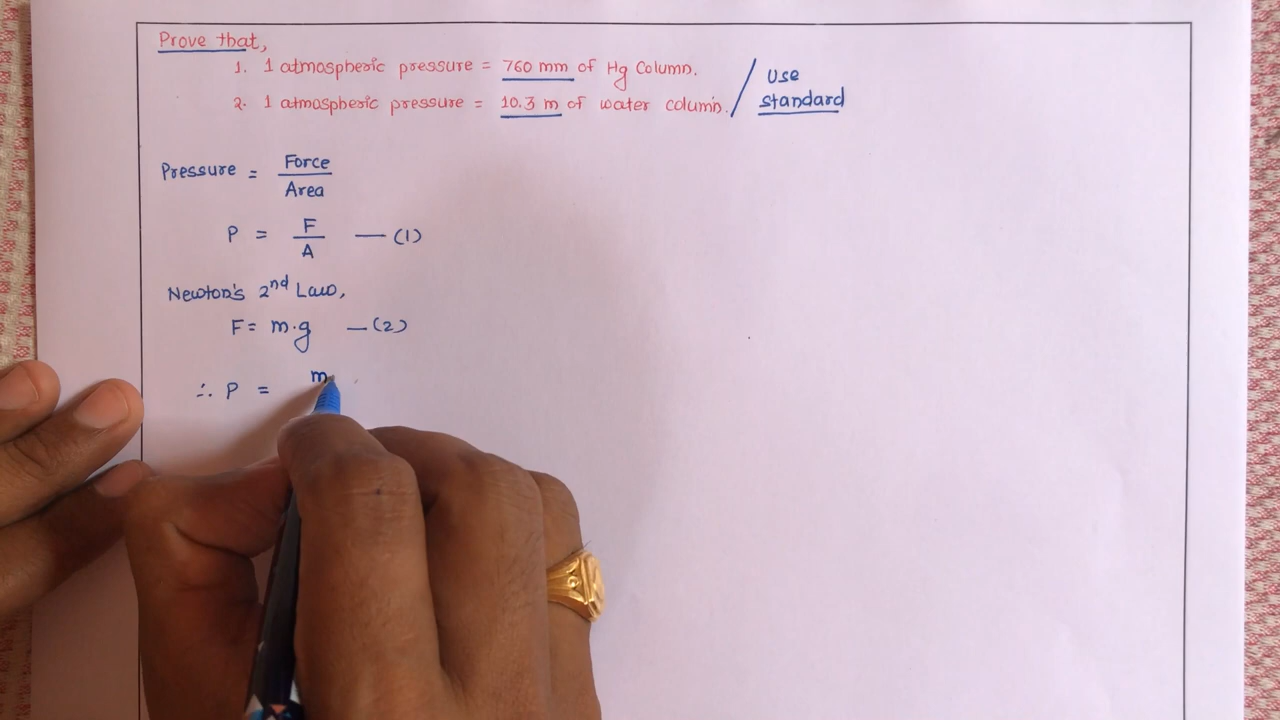 Prove that,
1. 1 atmospheric pressure = 760 mm of Hg Column.
2. 1 atmospheric pressure = 10.3 m of water column. / Use standard
Pressure = Force / Area
P = F / A — (1)
Newton's 2nd Law,
F = m.g — (2)
∴ P = m